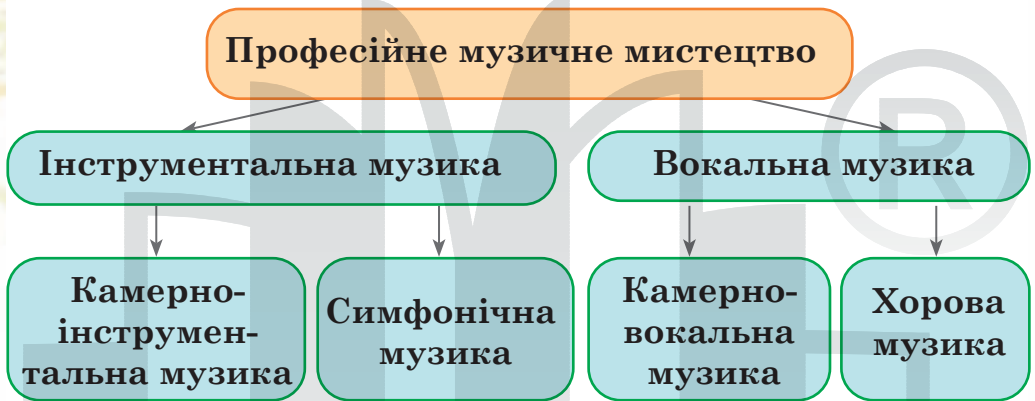 Професійне музичне мистецтво
Інструментальна музика
Вокальна музика
Камерно-
інструмен-
тальна музика
Симфонічна
музика
Камерно-
вокальна
музика
Хорова
музика
®